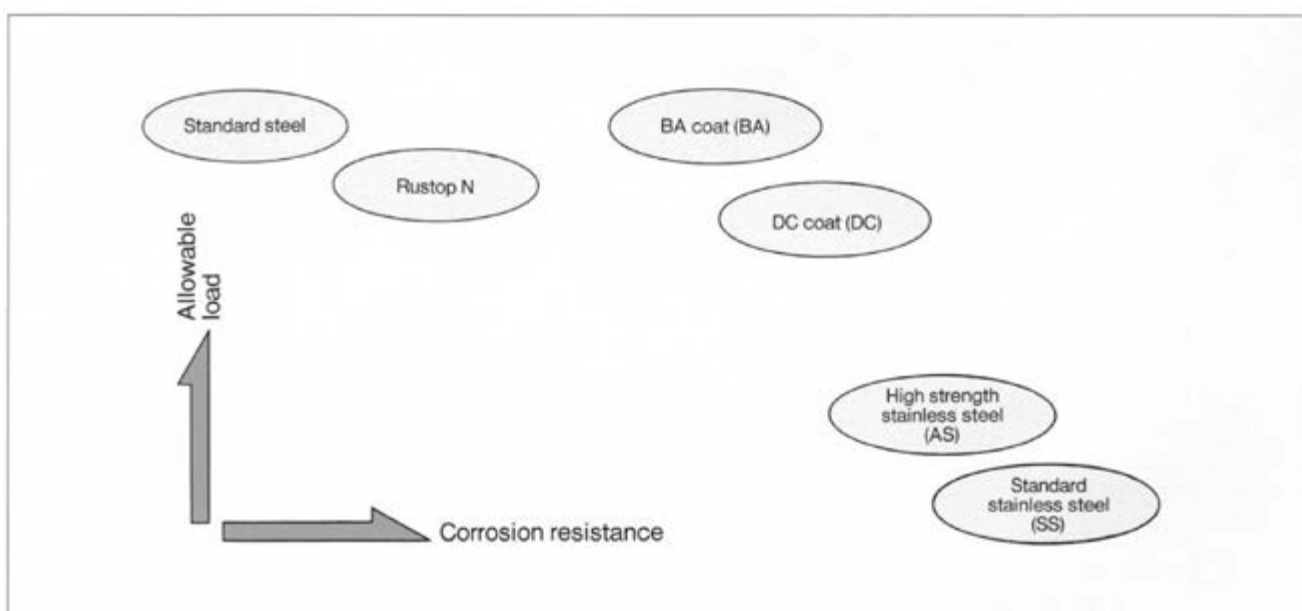 Standard steel
BA coat (BA)
Rustop N
DC coat (DC)
Allowable
load
High strength
stainless steel
(AS)
Standard
stainless steel
(SS)
Corrosion resistance